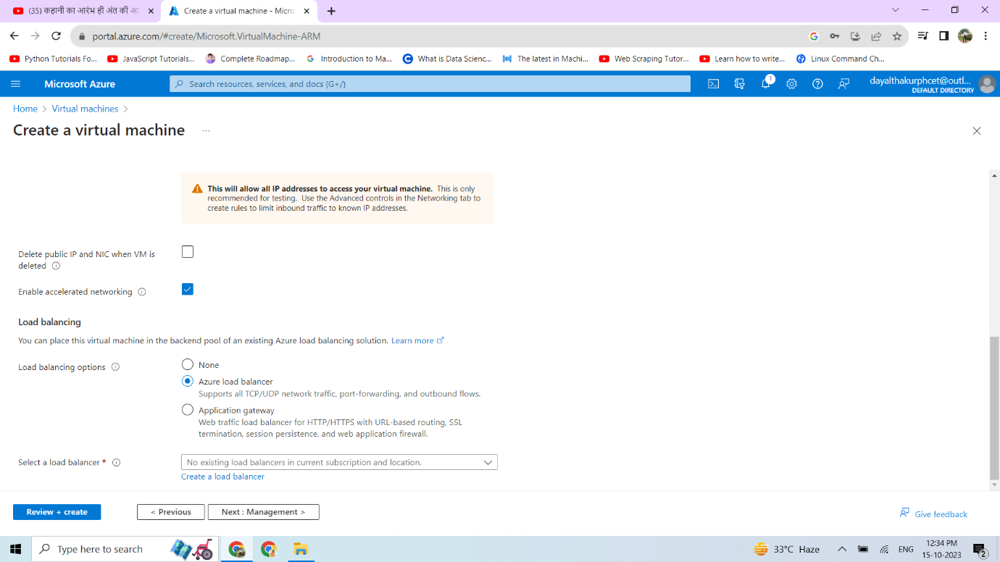 (35) कहानी का आरंभ ही अंत की आ
Create a virtual machine - Micro
portal.azure.com/#create/Microsoft.VirtualMachine-ARM
Python Tutorials Fo...
JavaScript Tutorials...
Complete Roadmap...
Introduction to Ma...
What is Data Scienc...
The latest in Machi...
Web Scraping Tutor...
Learn how to write...
Linux Command Ch...
Microsoft Azure
Search resources, services, and docs (G+/)
1
dayalthakurphcet@outl...
DEFAULT DIRECTORY
Home > Virtual machines >
Create a virtual machine ...
This will allow all IP addresses to access your virtual machine. This is only
recommended for testing. Use the Advanced controls in the Networking tab to
create rules to limit inbound traffic to known IP addresses.
Delete public IP and NIC when VM is
deleted
Enable accelerated networking
Load balancing
You can place this virtual machine in the backend pool of an existing Azure load balancing solution. Learn more
Load balancing options
None
Azure load balancer
Supports all TCP/UDP network traffic, port-forwarding, and outbound flows.
Application gateway
Web traffic load balancer for HTTP/HTTPS with URL-based routing, SSL
termination, session persistence, and web application firewall.
Select a load balancer *
No existing load balancers in current subscription and location.
Create a load balancer
Review + create
< Previous
Next : Management >
Give feedback
Type here to search
33°C Haze
ENG
12:34 PM
15-10-2023
2